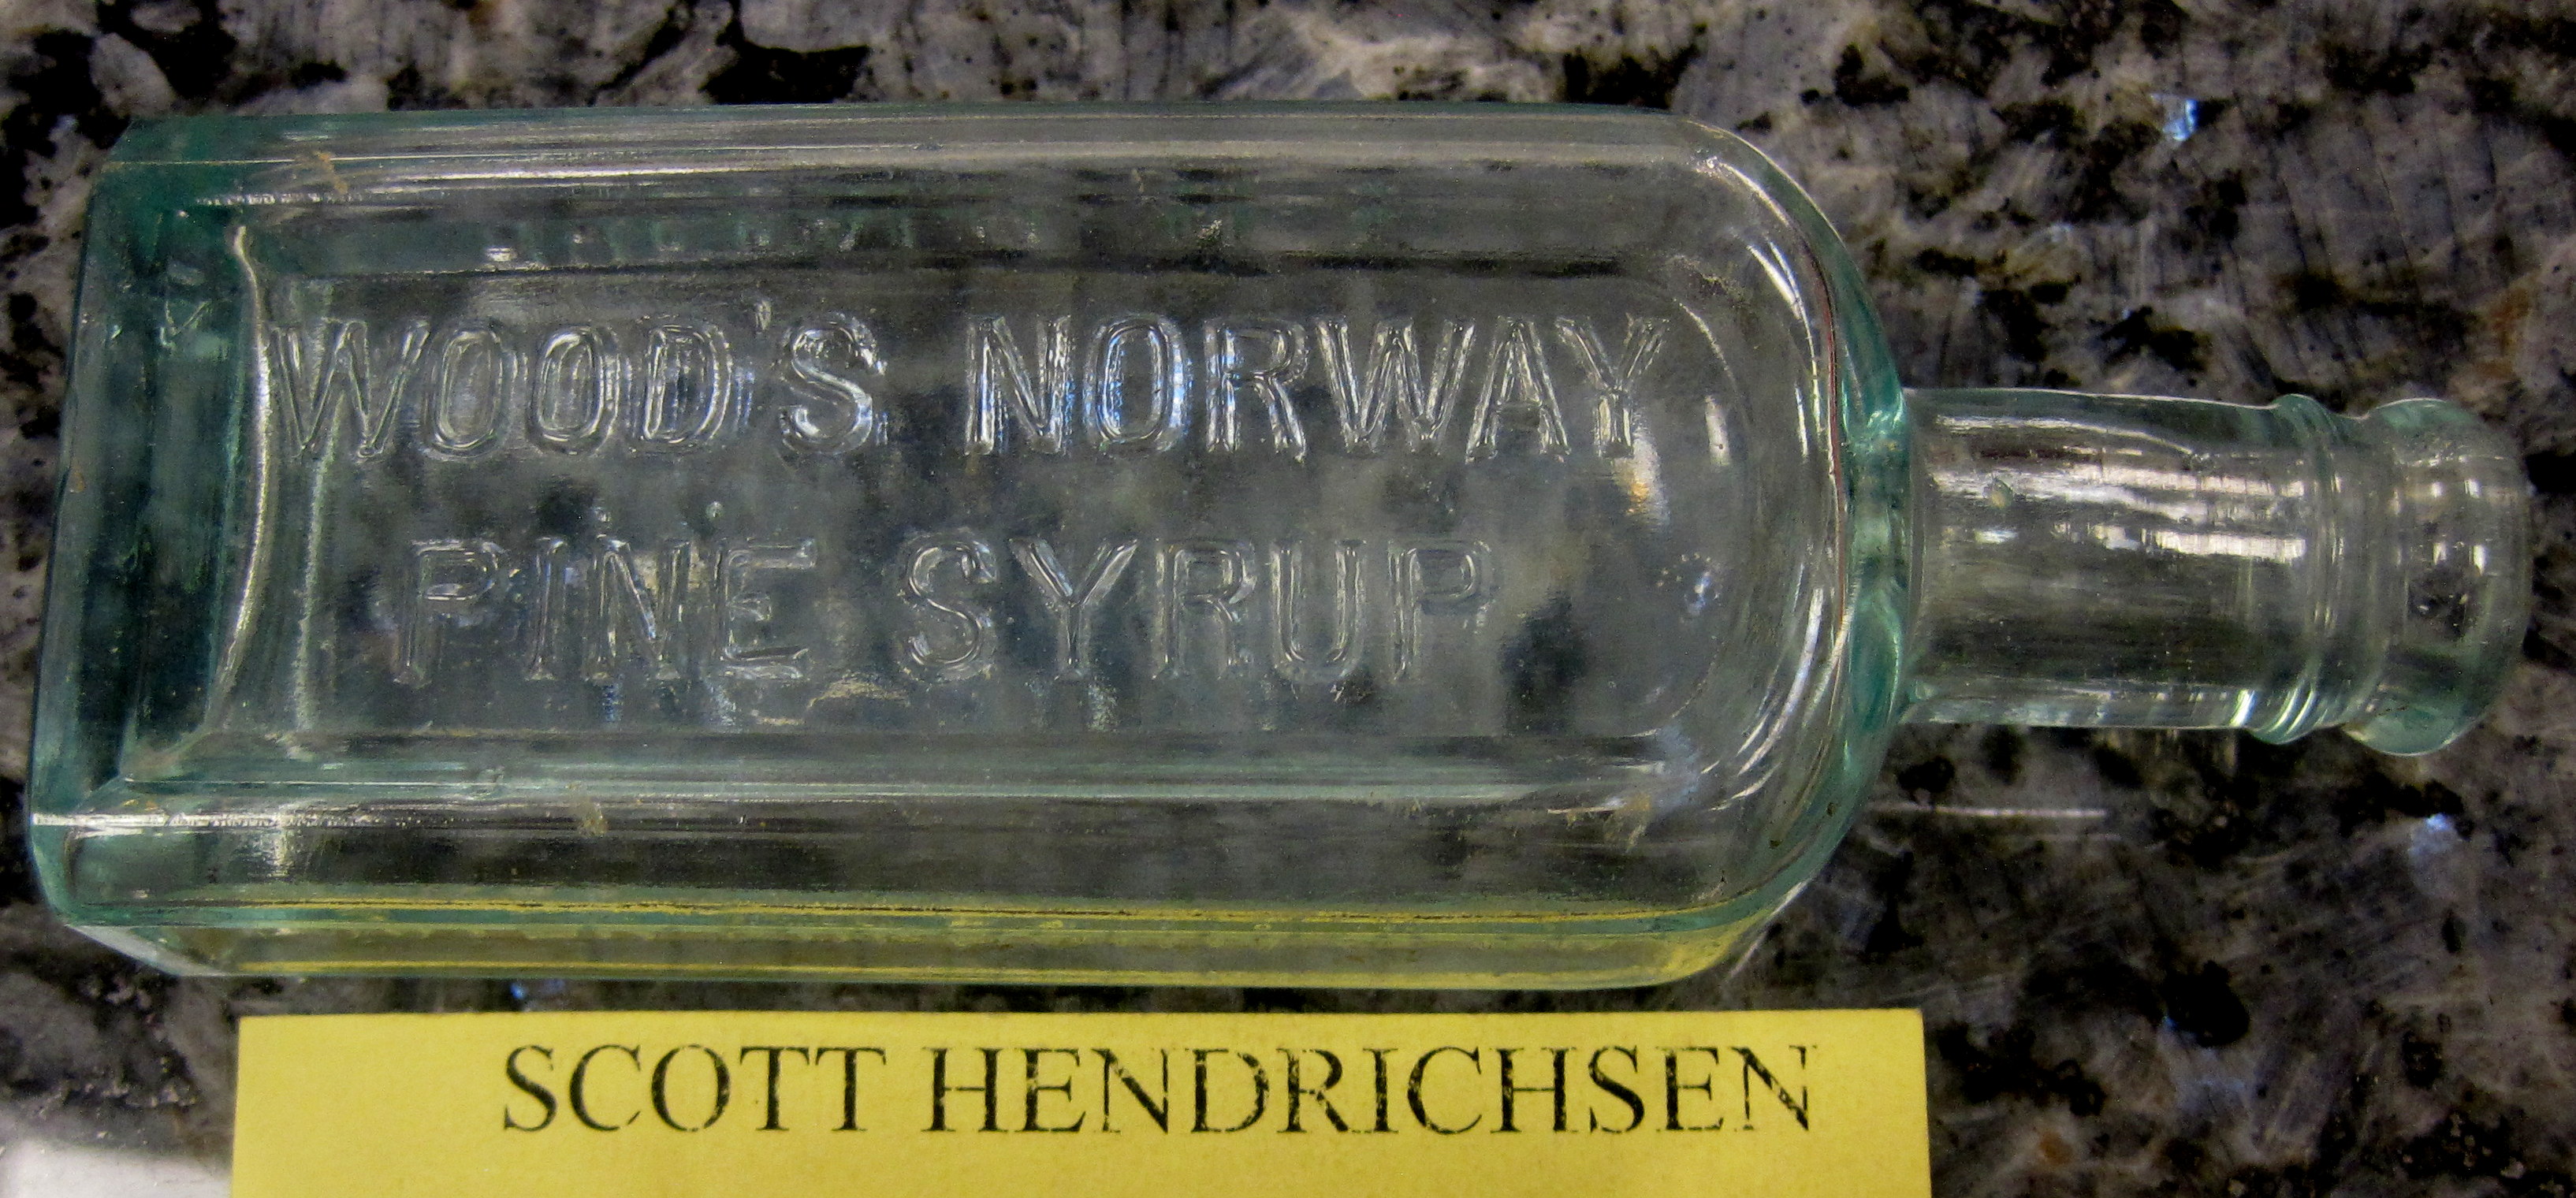 WOOD'S NORWAY
PINE SYRUP
SCOTT HENDRICHSEN